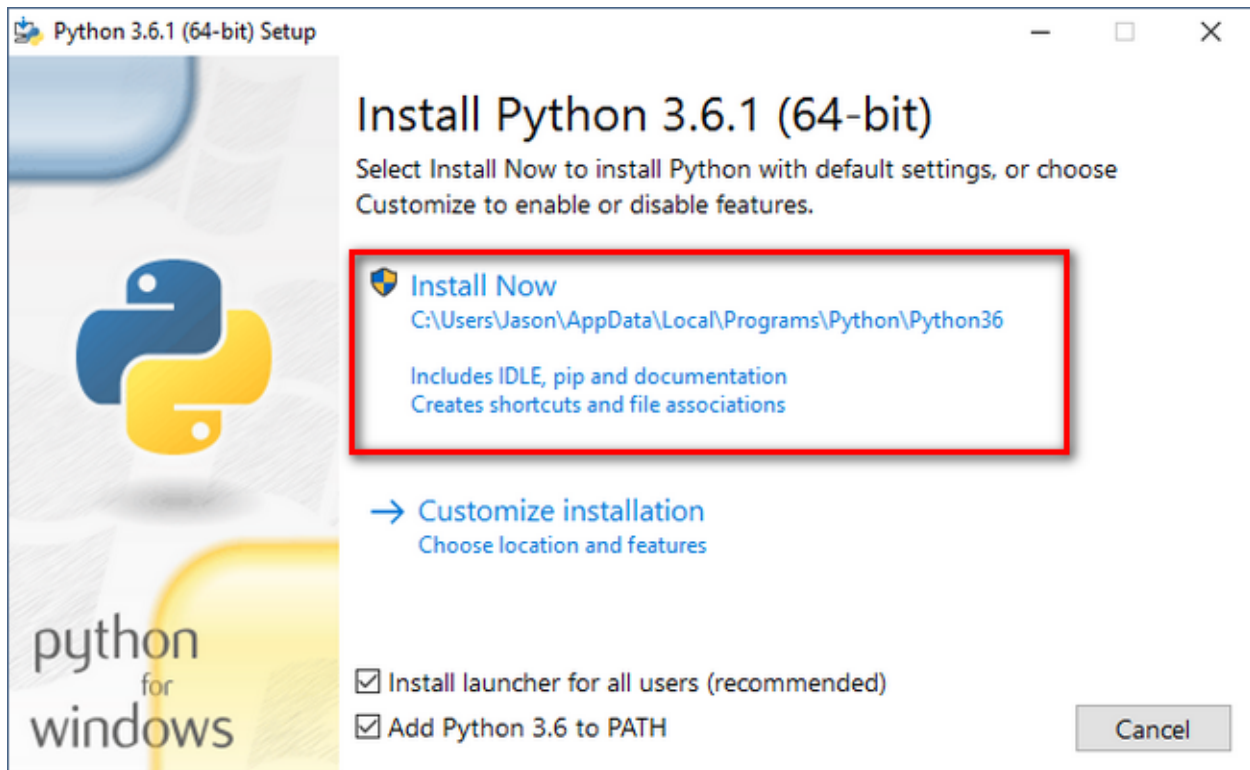 Python 3.6.1 (64-bit) Setup
Install Python 3.6.1 (64-bit)
Select Install Now to install Python with default settings, or choose
Customize to enable or disable features.
Install Now
C:\Users\Jason\AppData\Local\Programs\Python\Python36
Includes IDLE, pip and documentation
Creates shortcuts and file associations
Customize installation
Choose location and features
python
for
windows
Install launcher for all users (recommended)
Add Python 3.6 to PATH
Cancel